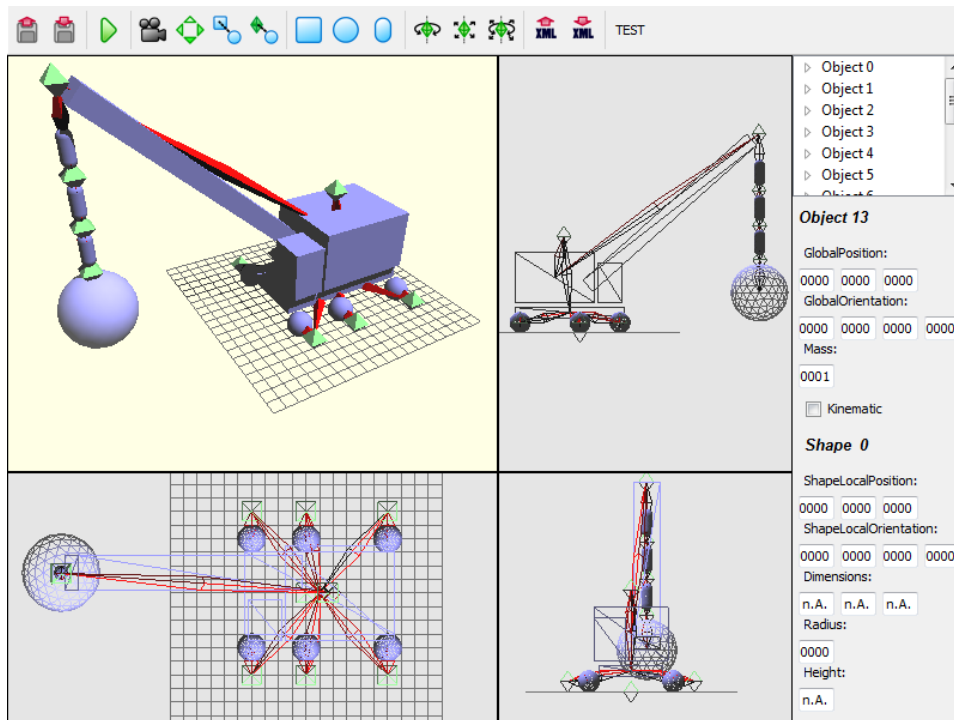 XML XML TEST
Object 0
Object 1
Object 2
Object 3
Object 4
Object 5
Object 13
GlobalPosition:
0000 0000 0000
GlobalOrientation:
0000 0000 0000 0000
Mass:
0001
Kinematic
Shape 0
ShapeLocalPosition:
0000 0000 0000
ShapeLocalOrientation:
0000 0000 0000 0000
Dimensions:
n.A. n.A. n.A.
Radius:
0000
Height:
n.A.